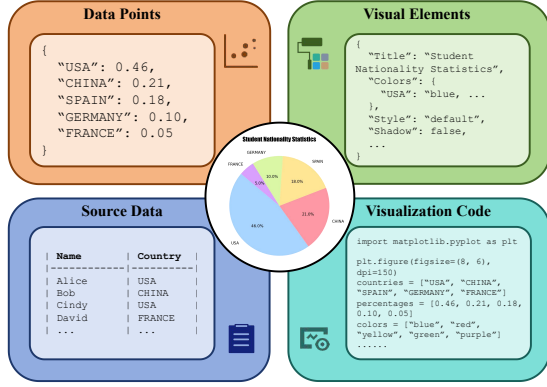 Data Points
{
“USA”: 0.46,
“CHINA”: 0.21,
“SPAIN”: 0.18,
“GERMANY”: 0.10,
“FRANCE”: 0.05
}
Visual Elements
{
“Title”: “Student
Nationality Statistics”,
“Colors”: {
“USA”: “blue, ...
},
“Style”: “default”,
“Shadow”: false,
...
}
Student Nationality Statistics
GERMANY
SPAIN
FRANCE
10.0%
18.0%
5.0%
21.0%
CHINA
46.0%
USA
Source Data
| Name | Country |
|----------|----------|
Alice USA
Bob CHINA
Cindy USA
David FRANCE
| ... | ... |
Visualization Code
import matplotlib.pyplot as plt
plt.figure(figsize=(8, 6),
dpi=150)
countries = [“USA”, “CHINA”,
“SPAIN”, “GERMANY”, “FRANCE”]
percentages = [0.46, 0.21, 0.18,
0.10, 0.05]
colors = [“blue”, “red”,
“yellow”, “green”, “purple”]
......